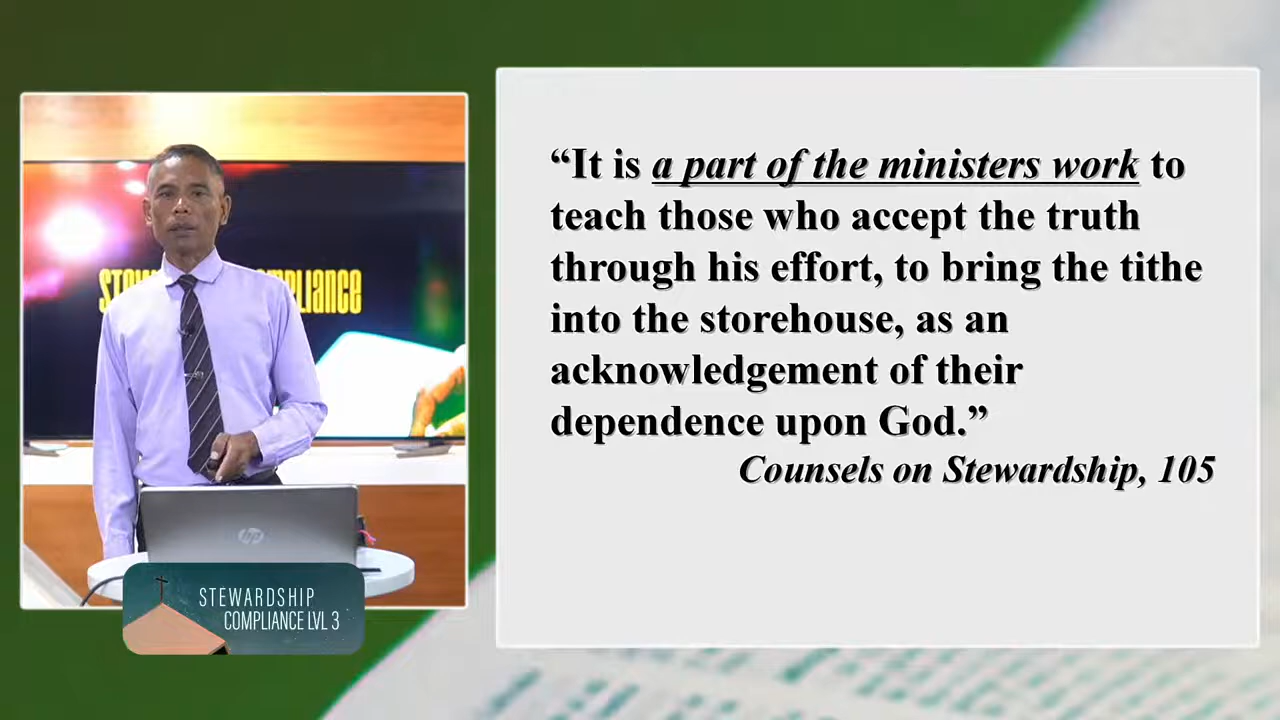 “It is a part of the ministers work to
teach those who accept the truth
through his effort, to bring the tithe
into the storehouse, as an
acknowledgement of their
dependence upon God.”
Counsels on Stewardship, 105
hp
STEWARDSHIP
COMPLIANCE LVL 3